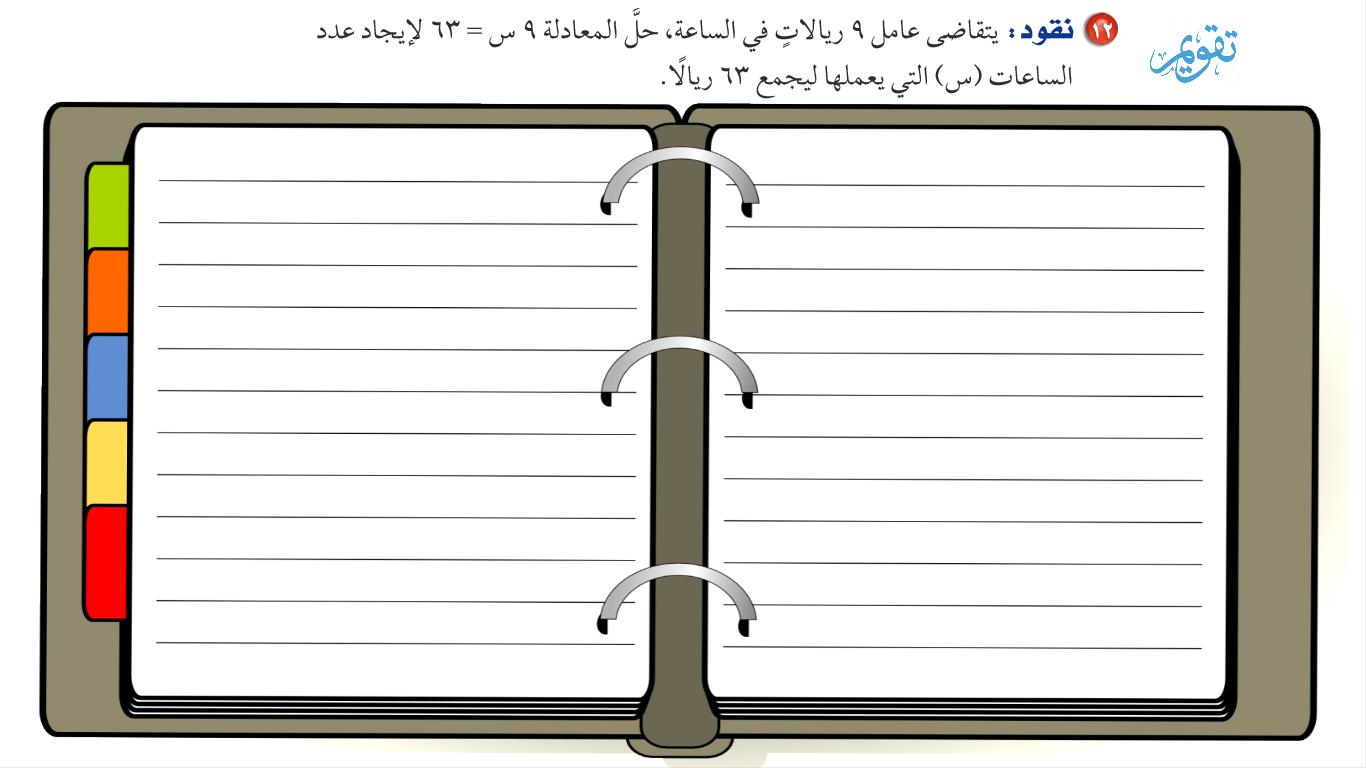 تقويم
١٢ نقود: يتقاضى عامل ٩ ريالاتٍ في الساعة، حلَّ المعادلة ٩ س = ٦٣ لإيجاد عدد
الساعات (س) التي يعملها ليجمع ٦٣ ريالًا.